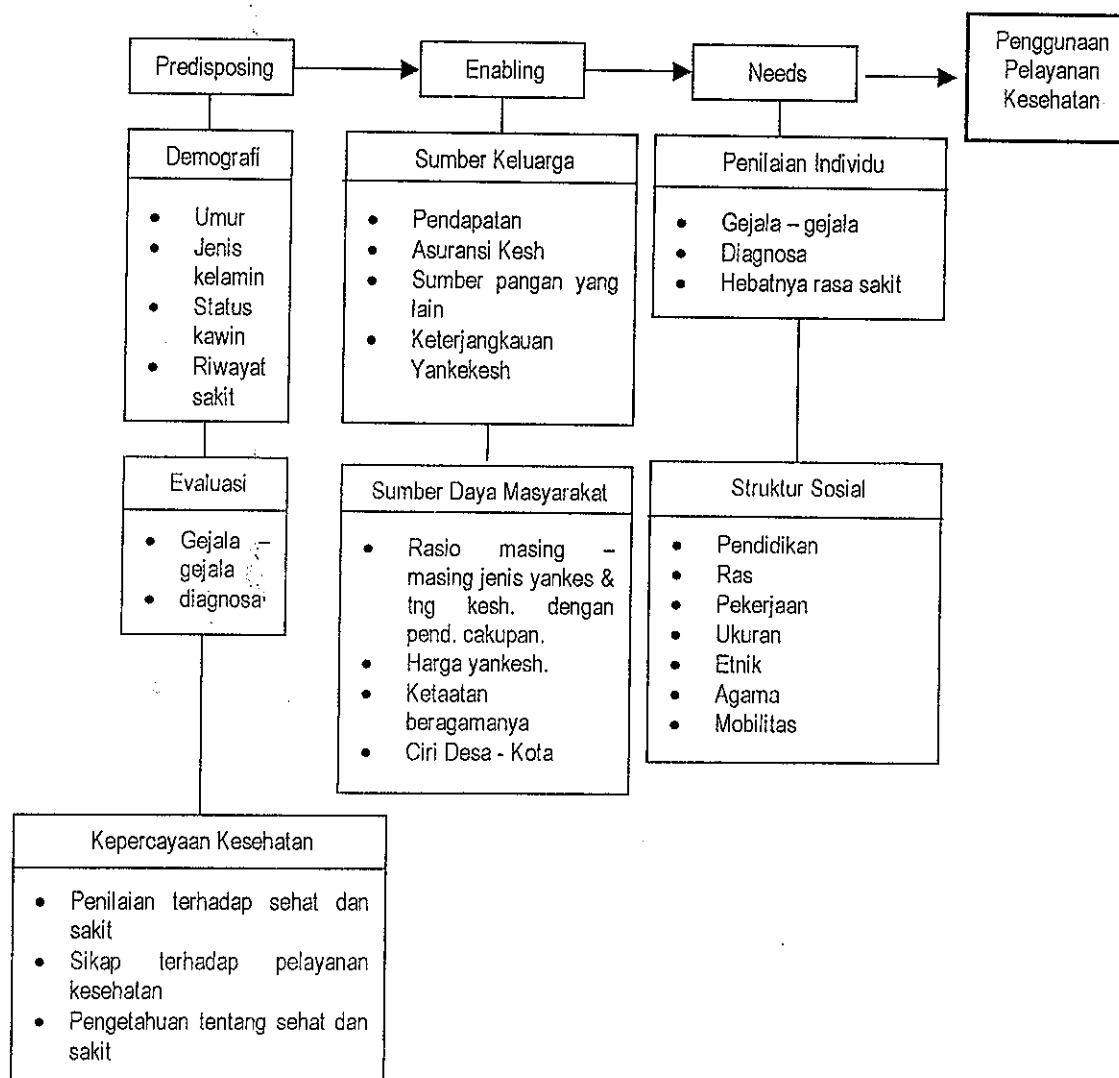 Predisposing
Enabling
Needs
Penggunaan
Pelayanan
Kesehatan
Demografi
• Umur
• Jenis
kelamin
• Status
kawin
• Riwayat
sakit
Evaluasi
• Gejala –
gejala
• diagnosa
Kepercayaan Kesehatan
• Penilaian terhadap sehat dan
sakit
• Sikap terhadap pelayanan
kesehatan
• Pengetahuan tentang sehat dan
sakit
Sumber Keluarga
• Pendapatan
• Asuransi Kesh
• Sumber pangan yang
lain
• Keterjangkauan
Yankekesh
Sumber Daya Masyarakat
• Rasio masing –
masing jenis yankes &
tng kesh. dengan
pend. cakupan.
• Harga yankesh.
• Ketaatan
beragamanya
• Ciri Desa - Kota
Penilaian Individu
• Gejala – gejala
• Diagnosa
• Hebatnya rasa sakit
Struktur Sosial
• Pendidikan
• Ras
• Pekerjaan
• Ukuran
• Etnik
• Agama
• Mobilitas